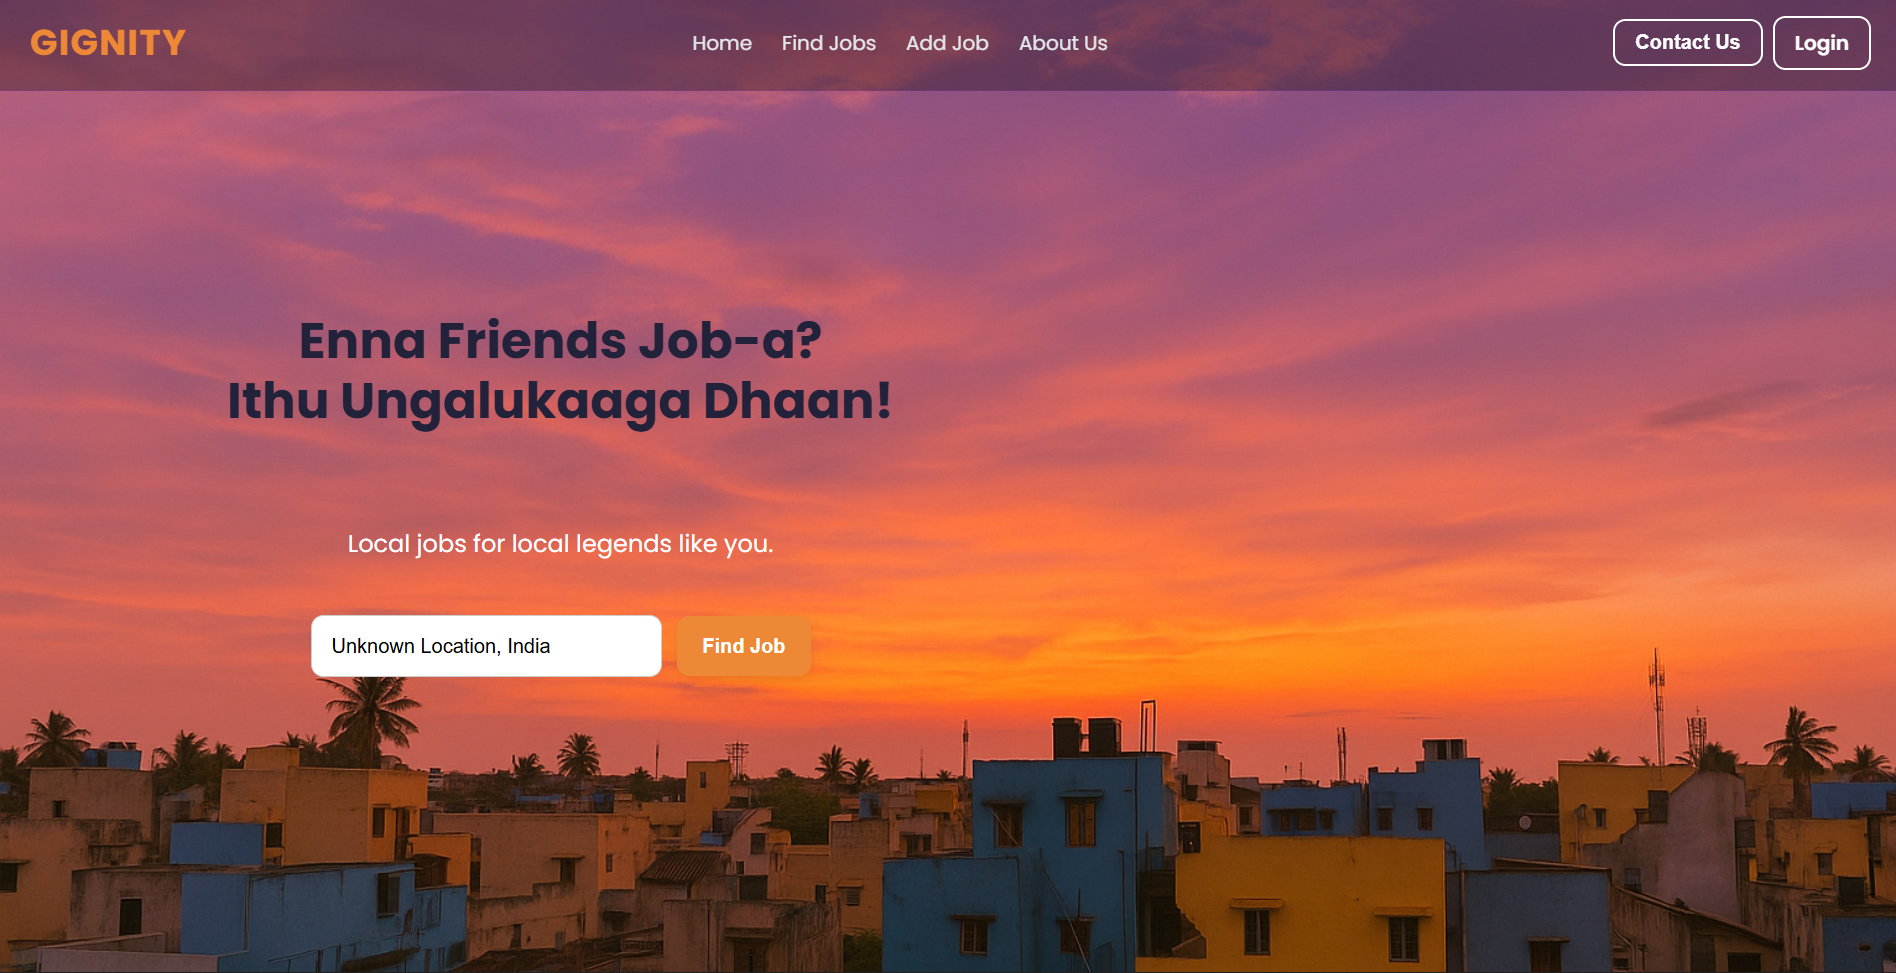 GIGNITY
Home
Find Jobs
Add Job
About Us
Contact Us
Login
Enna Friends Job-a?
Ithu Ungalukaaga Dhaan!
Local jobs for local legends like you.
Unknown Location, India
Find Job